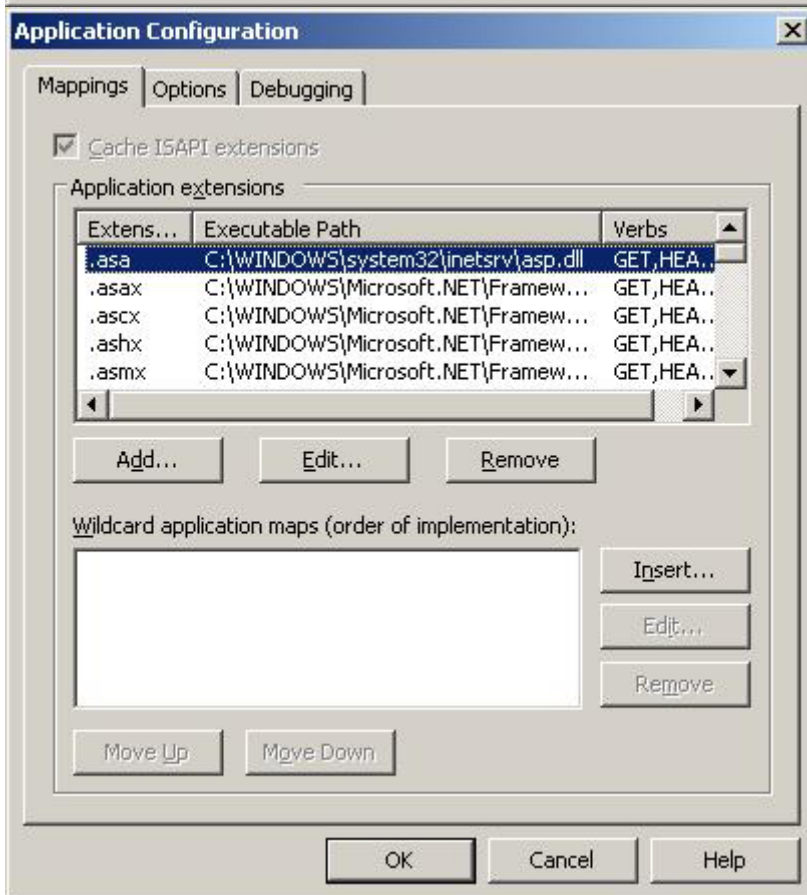 Application Configuration
Mappings Options Debugging
Cache ISAPI extensions
Application extensions
Extens... Executable Path Verbs
.asa C:\WINDOWS\system32\inetsrv\asp.dll GET,HEA...
.asax C:\WINDOWS\Microsoft.NET\Framew... GET,HEA...
.ascx C:\WINDOWS\Microsoft.NET\Framew... GET,HEA...
.ashx C:\WINDOWS\Microsoft.NET\Framew... GET,HEA...
.asmx C:\WINDOWS\Microsoft.NET\Framew... GET,HEA...
Add... Edit... Remove
Wildcard application maps (order of implementation):
Insert...
Edit...
Remove
Move Up Move Down
OK Cancel Help